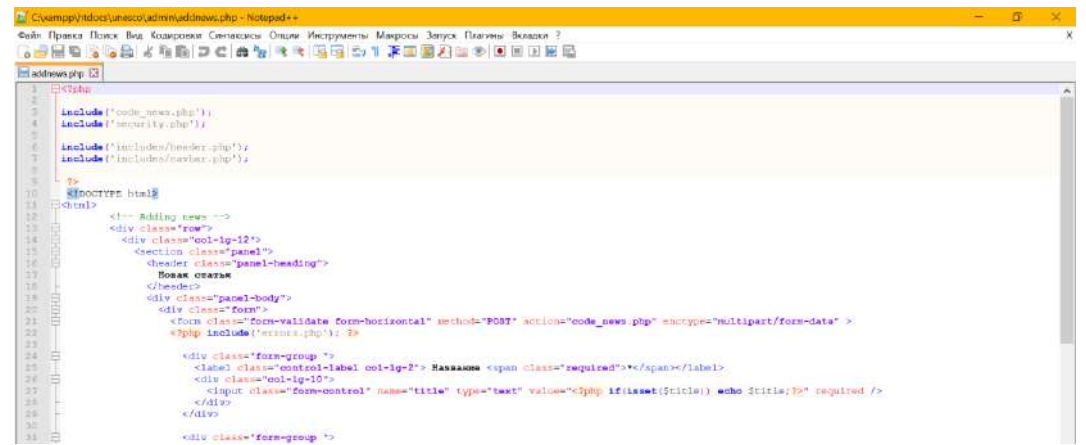 C:\xampp\htdocs\unesco\admin\addnews.php - Notepad++
Файл Правка Поиск Вид Кодировки Синтаксисы Опции Инструменты Макросы Запуск Плагины Вкладки ? X
addnews.php
1 <?php
2
3 include('code_news.php');
4 include('security.php');
5
6 include('includes/header.php');
7 include('includes/navbar.php');
8
9 ?>
10 <!DOCTYPE html>
11 <html>
12 <!-- Adding news -->
13 <div class="row">
14 <div class="col-lg-12">
15 <section class="panel">
16 <header class="panel-heading">
17 Новая статья
18 </header>
19 <div class="panel-body">
20 <div class="form">
21 <form class="form-validate form-horizontal" method="POST" action="code_news.php" enctype="multipart/form-data" >
22 <?php include('errors.php'); ?>
23
24 <div class="form-group ">
25 <label class="control-label col-lg-2"> Название <span class="required">*</span></label>
26 <div class="col-lg-10">
27 <input class="form-control" name="title" type="text" value="<?php if(isset($title)) echo $title;?>" required />
28 </div>
29 </div>
30
31 <div class="form-group ">